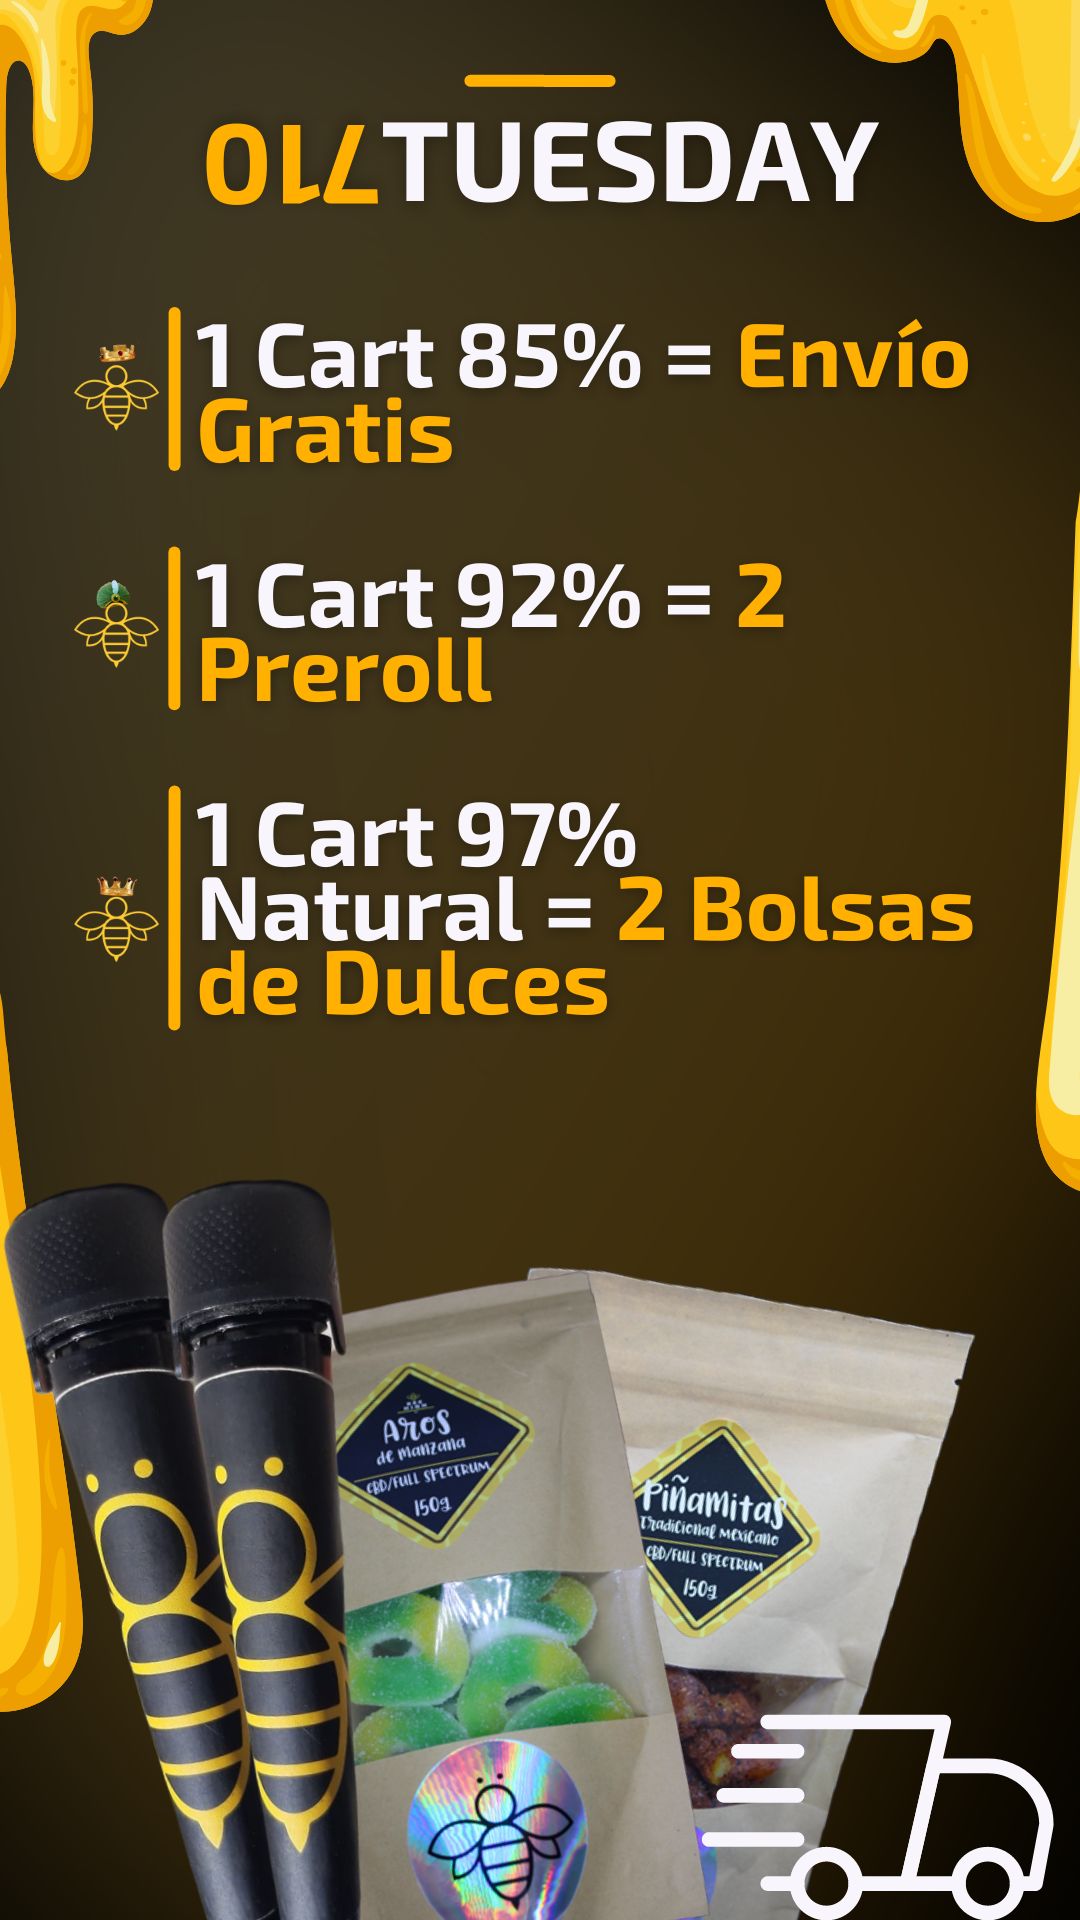 OIL TUESDAY
1 Cart 85% = Envío
Gratis
1 Cart 92% = 2
Preroll
1 Cart 97%
Natural = 2 Bolsas
de Dulces
Aros
de manzana
CBD/FULL SPECTRUM
150g
Piñamitas
Tradicional mexicano
CBD/FULL SPECTRUM
150g